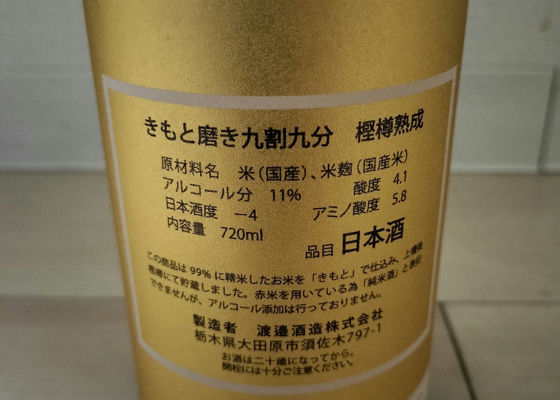 きもと磨き九割九分　樫樽熟成
原材料名　米（国産）、米麹（国産米）
アルコール分　11%　酸度　4.1
日本酒度　－4　アミノ酸度　5.8
内容量　720ml
品目 日本酒
この商品は99%に精米したお米を「きもと」で仕込み、上槽後
樫樽にて貯蔵しました。赤米を用いている為「純米酒」と表記
できませんが、アルコール添加は行っておりません。
製造者　渡邉酒造株式会社
栃木県大田原市須佐木797-1
お酒は二十歳になってから。
開栓には十分ご注意ください。